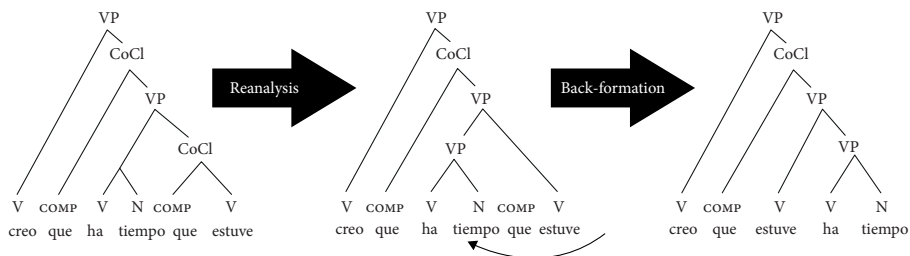 VP VP VP
CoCl CoCl CoCl
Reanalysis Back-formation
VP VP VP
CoCl VP VP
V COMP V N COMP V V COMP V N COMP V V COMP V V N
creo que ha tiempo que estuve creo que ha tiempo que estuve creo que estuve ha tiempo